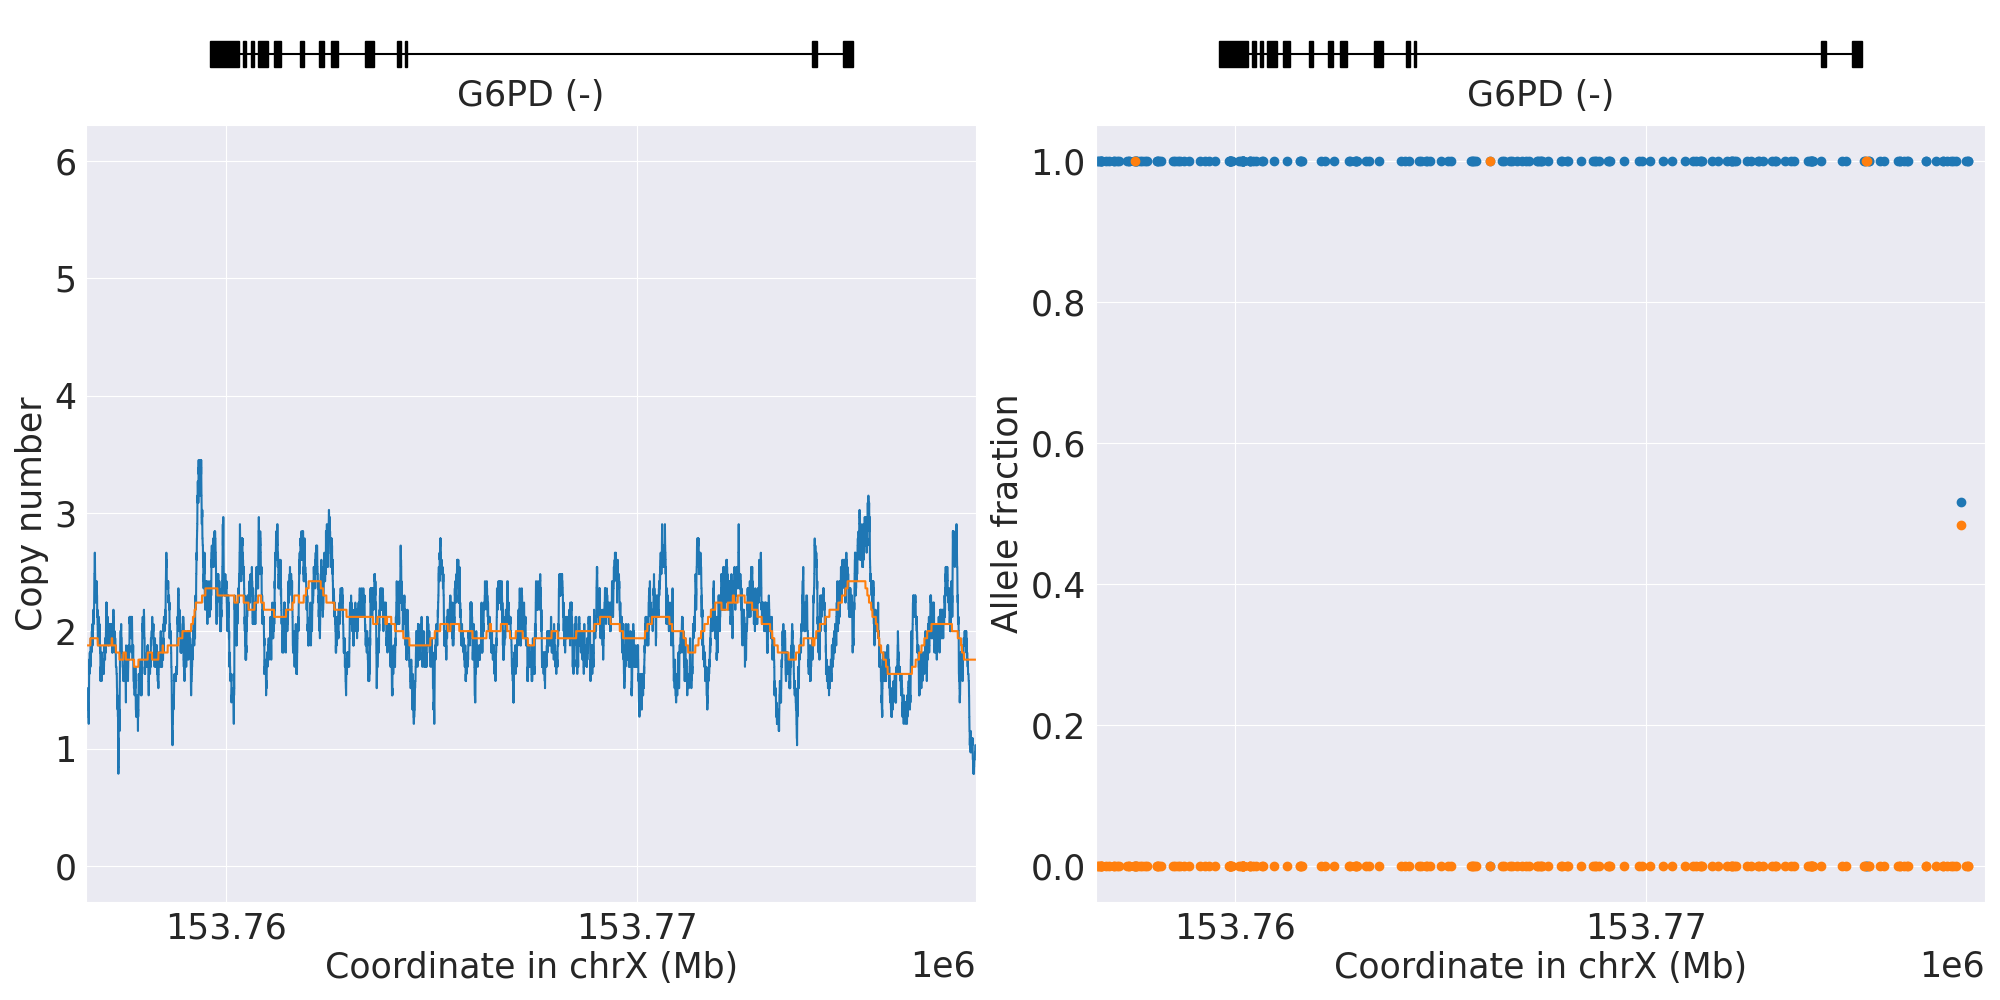 G6PD (-)
6
5
4
3
2
1
0
Copy number
153.76
153.77
Coordinate in chrX (Mb)
1e6
G6PD (-)
1.0
0.8
0.6
0.4
0.2
0.0
Allele fraction
153.76
153.77
Coordinate in chrX (Mb)
1e6